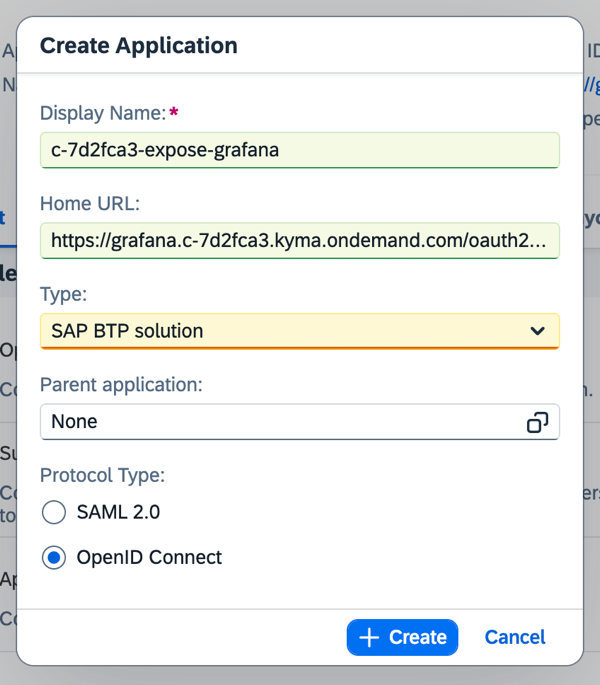 Create Application
Display Name:*
c-7d2fca3-expose-grafana
Home URL:
https://grafana.c-7d2fca3.kyma.ondemand.com/oauth2...
Type:
SAP BTP solution
Parent application:
None
Protocol Type:
SAML 2.0
OpenID Connect
+ Create
Cancel